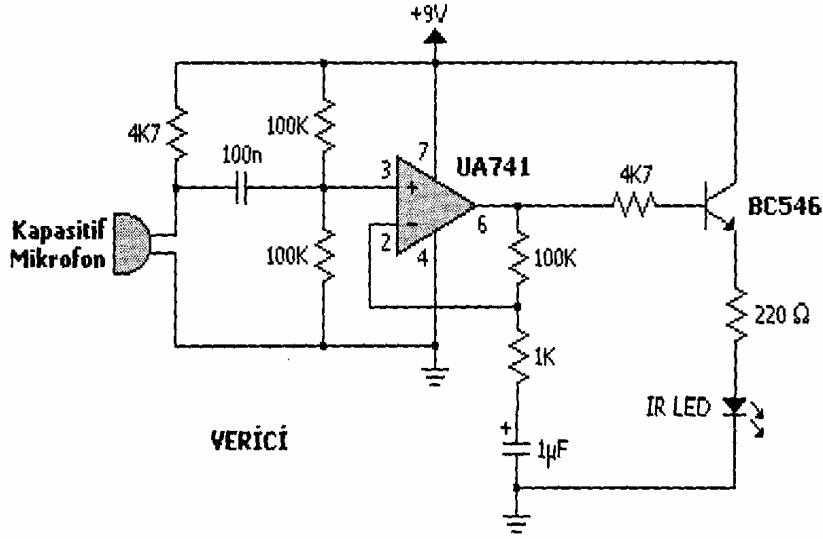 +9V
4K7
100K
100n
3
7
UA741
+
-
6
2
4
4K7
BC546
Kapasitif
Mikrofon
100K
100K
220 Ω
1K
IR LED
+
1µF
VERİCİ